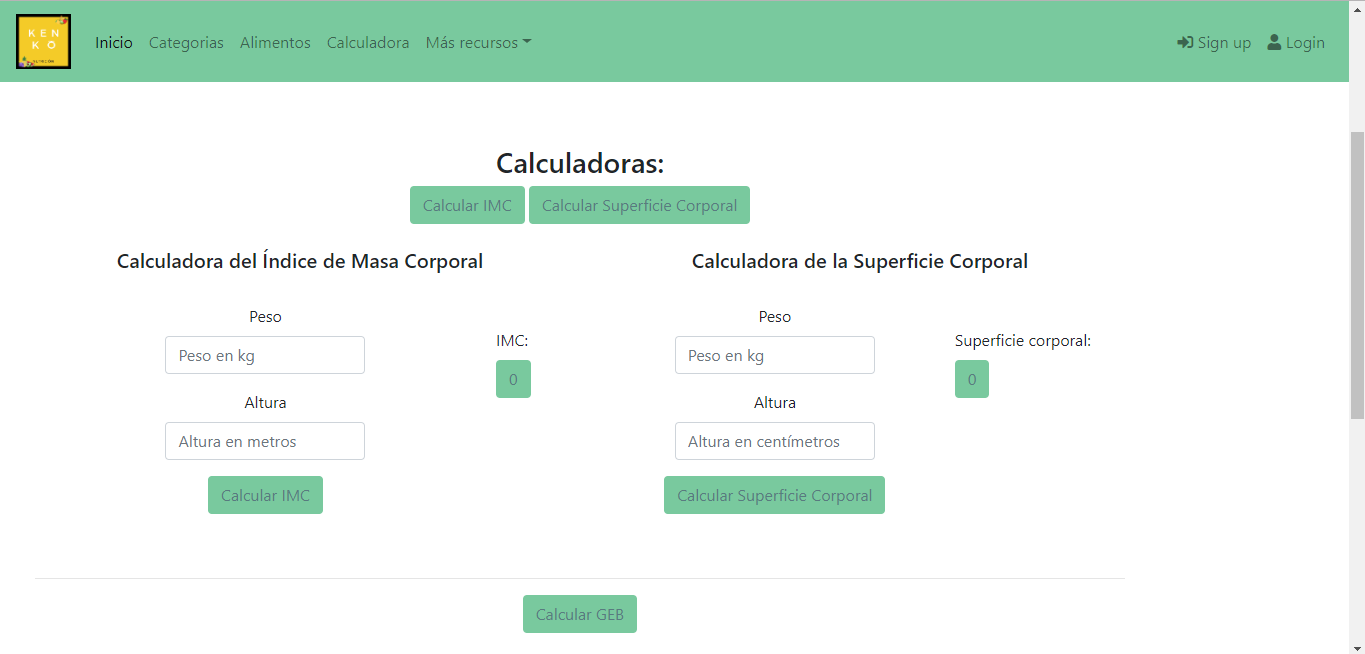 KEN
KO
Inicio Categorias Alimentos Calculadora Más recursos Sign up Login
Calculadoras:
Calcular IMC Calcular Superficie Corporal
Calculadora del Índice de Masa Corporal
Peso
Peso en kg
Altura
Altura en metros
Calcular IMC
IMC:
0
Calculadora de la Superficie Corporal
Peso
Peso en kg
Altura
Altura en centímetros
Calcular Superficie Corporal
Superficie corporal:
0
Calcular GEB